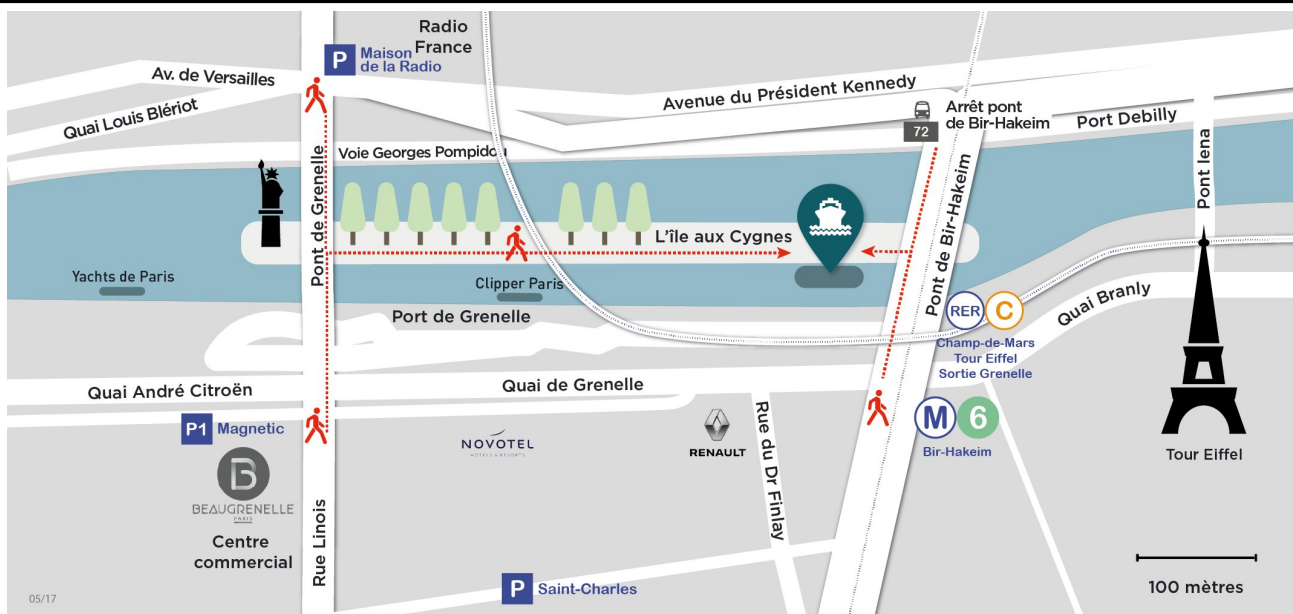 Radio
France
P
Maison
de la Radio
Av. de Versailles
Quai Louis Blériot
Avenue du Président Kennedy
Arrêt pont
de Bir-Hakeim
72
Port Debilly
Voie Georges Pompidou
Pont de Grenelle
Pont de Bir-Hakeim
Pont Iena
L'île aux Cygnes
Yachts de Paris
Clipper Paris
Port de Grenelle
RER C
Champ-de-Mars
Tour Eiffel
Sortie Grenelle
Quai Branly
Quai André Citroën
Quai de Grenelle
P1 Magnetic
NOVOTEL
HOTELS & RESORTS
RENAULT
Rue du Dr Finlay
M 6
Bir-Hakeim
Tour Eiffel
B
BEAUGRENELLE
PARIS
Centre
commercial
Rue Linois
P Saint-Charles
100 mètres
05/17